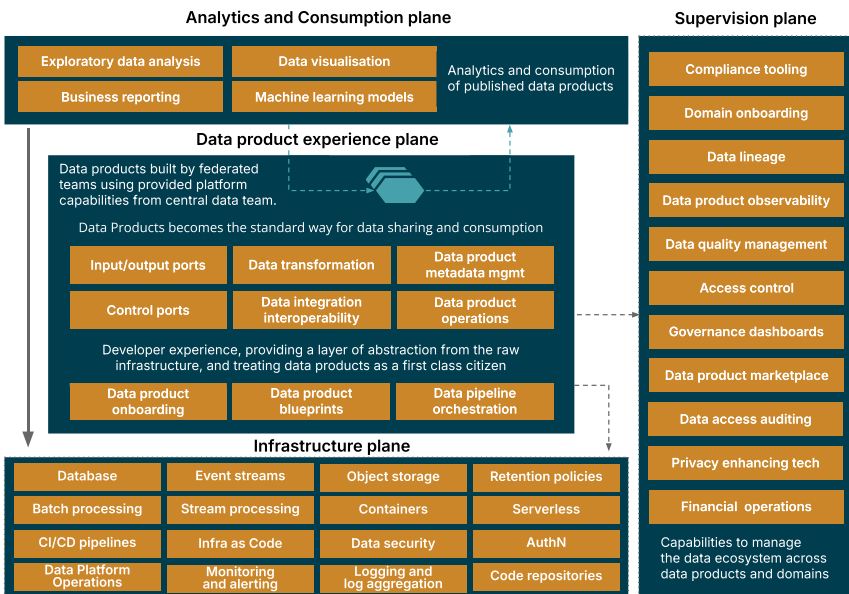 Analytics and Consumption plane
Exploratory data analysis
Data visualisation
Business reporting
Machine learning models
Analytics and consumption
of published data products
Data product experience plane
Data products built by federated
teams using provided platform
capabilities from central data team.
Data Products becomes the standard way for data sharing and consumption
Input/output ports
Data transformation
Data product
metadata mgmt
Control ports
Data integration
interoperability
Data product
operations
Developer experience, providing a layer of abstraction from the raw
infrastructure, and treating data products as a first class citizen
Data product
onboarding
Data product
blueprints
Data pipeline
orchestration
Infrastructure plane
Database
Event streams
Object storage
Retention policies
Batch processing
Stream processing
Containers
Serverless
CI/CD pipelines
Infra as Code
Data security
AuthN
Data Platform
Operations
Monitoring
and alerting
Logging and
log aggregation
Code repositories
Supervision plane
Compliance tooling
Domain onboarding
Data lineage
Data product observability
Data quality management
Access control
Governance dashboards
Data product marketplace
Data access auditing
Privacy enhancing tech
Financial operations
Capabilities to manage
the data ecosystem across
data products and domains